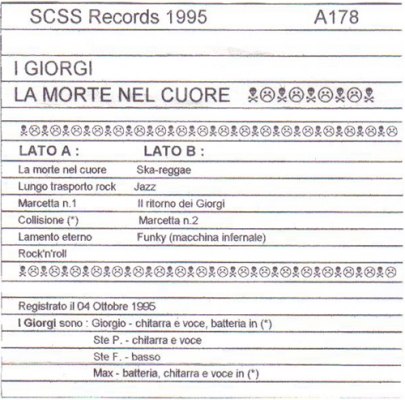 SCSS Records 1995 A178
I GIORGI
LA MORTE NEL CUORE ☠☹☠☹☠☹☠☹☠
☠☹☠☹☠☹☠☹☠☹☠☹☠☹☠☹☠☹☠☹☠☹☠☹☠☹☠☹
LATO A : LATO B :
La morte nel cuore Ska-reggae
Lungo trasporto rock Jazz
Marcetta n.1 Il ritorno dei Giorgi
Collisione (*) Marcetta n.2
Lamento eterno Funky (macchina infernale)
Rock'n'roll
☠☹☠☹☠☹☠☹☠☹☠☹☠☹☠☹☠☹☠☹☠☹☠☹☠☹☠☹
Registrato il 04 Ottobre 1995
I Giorgi sono : Giorgio - chitarra e voce, batteria in (*)
Ste P. - chitarra e voce
Ste F. - basso
Max - batteria, chitarra e voce in (*)